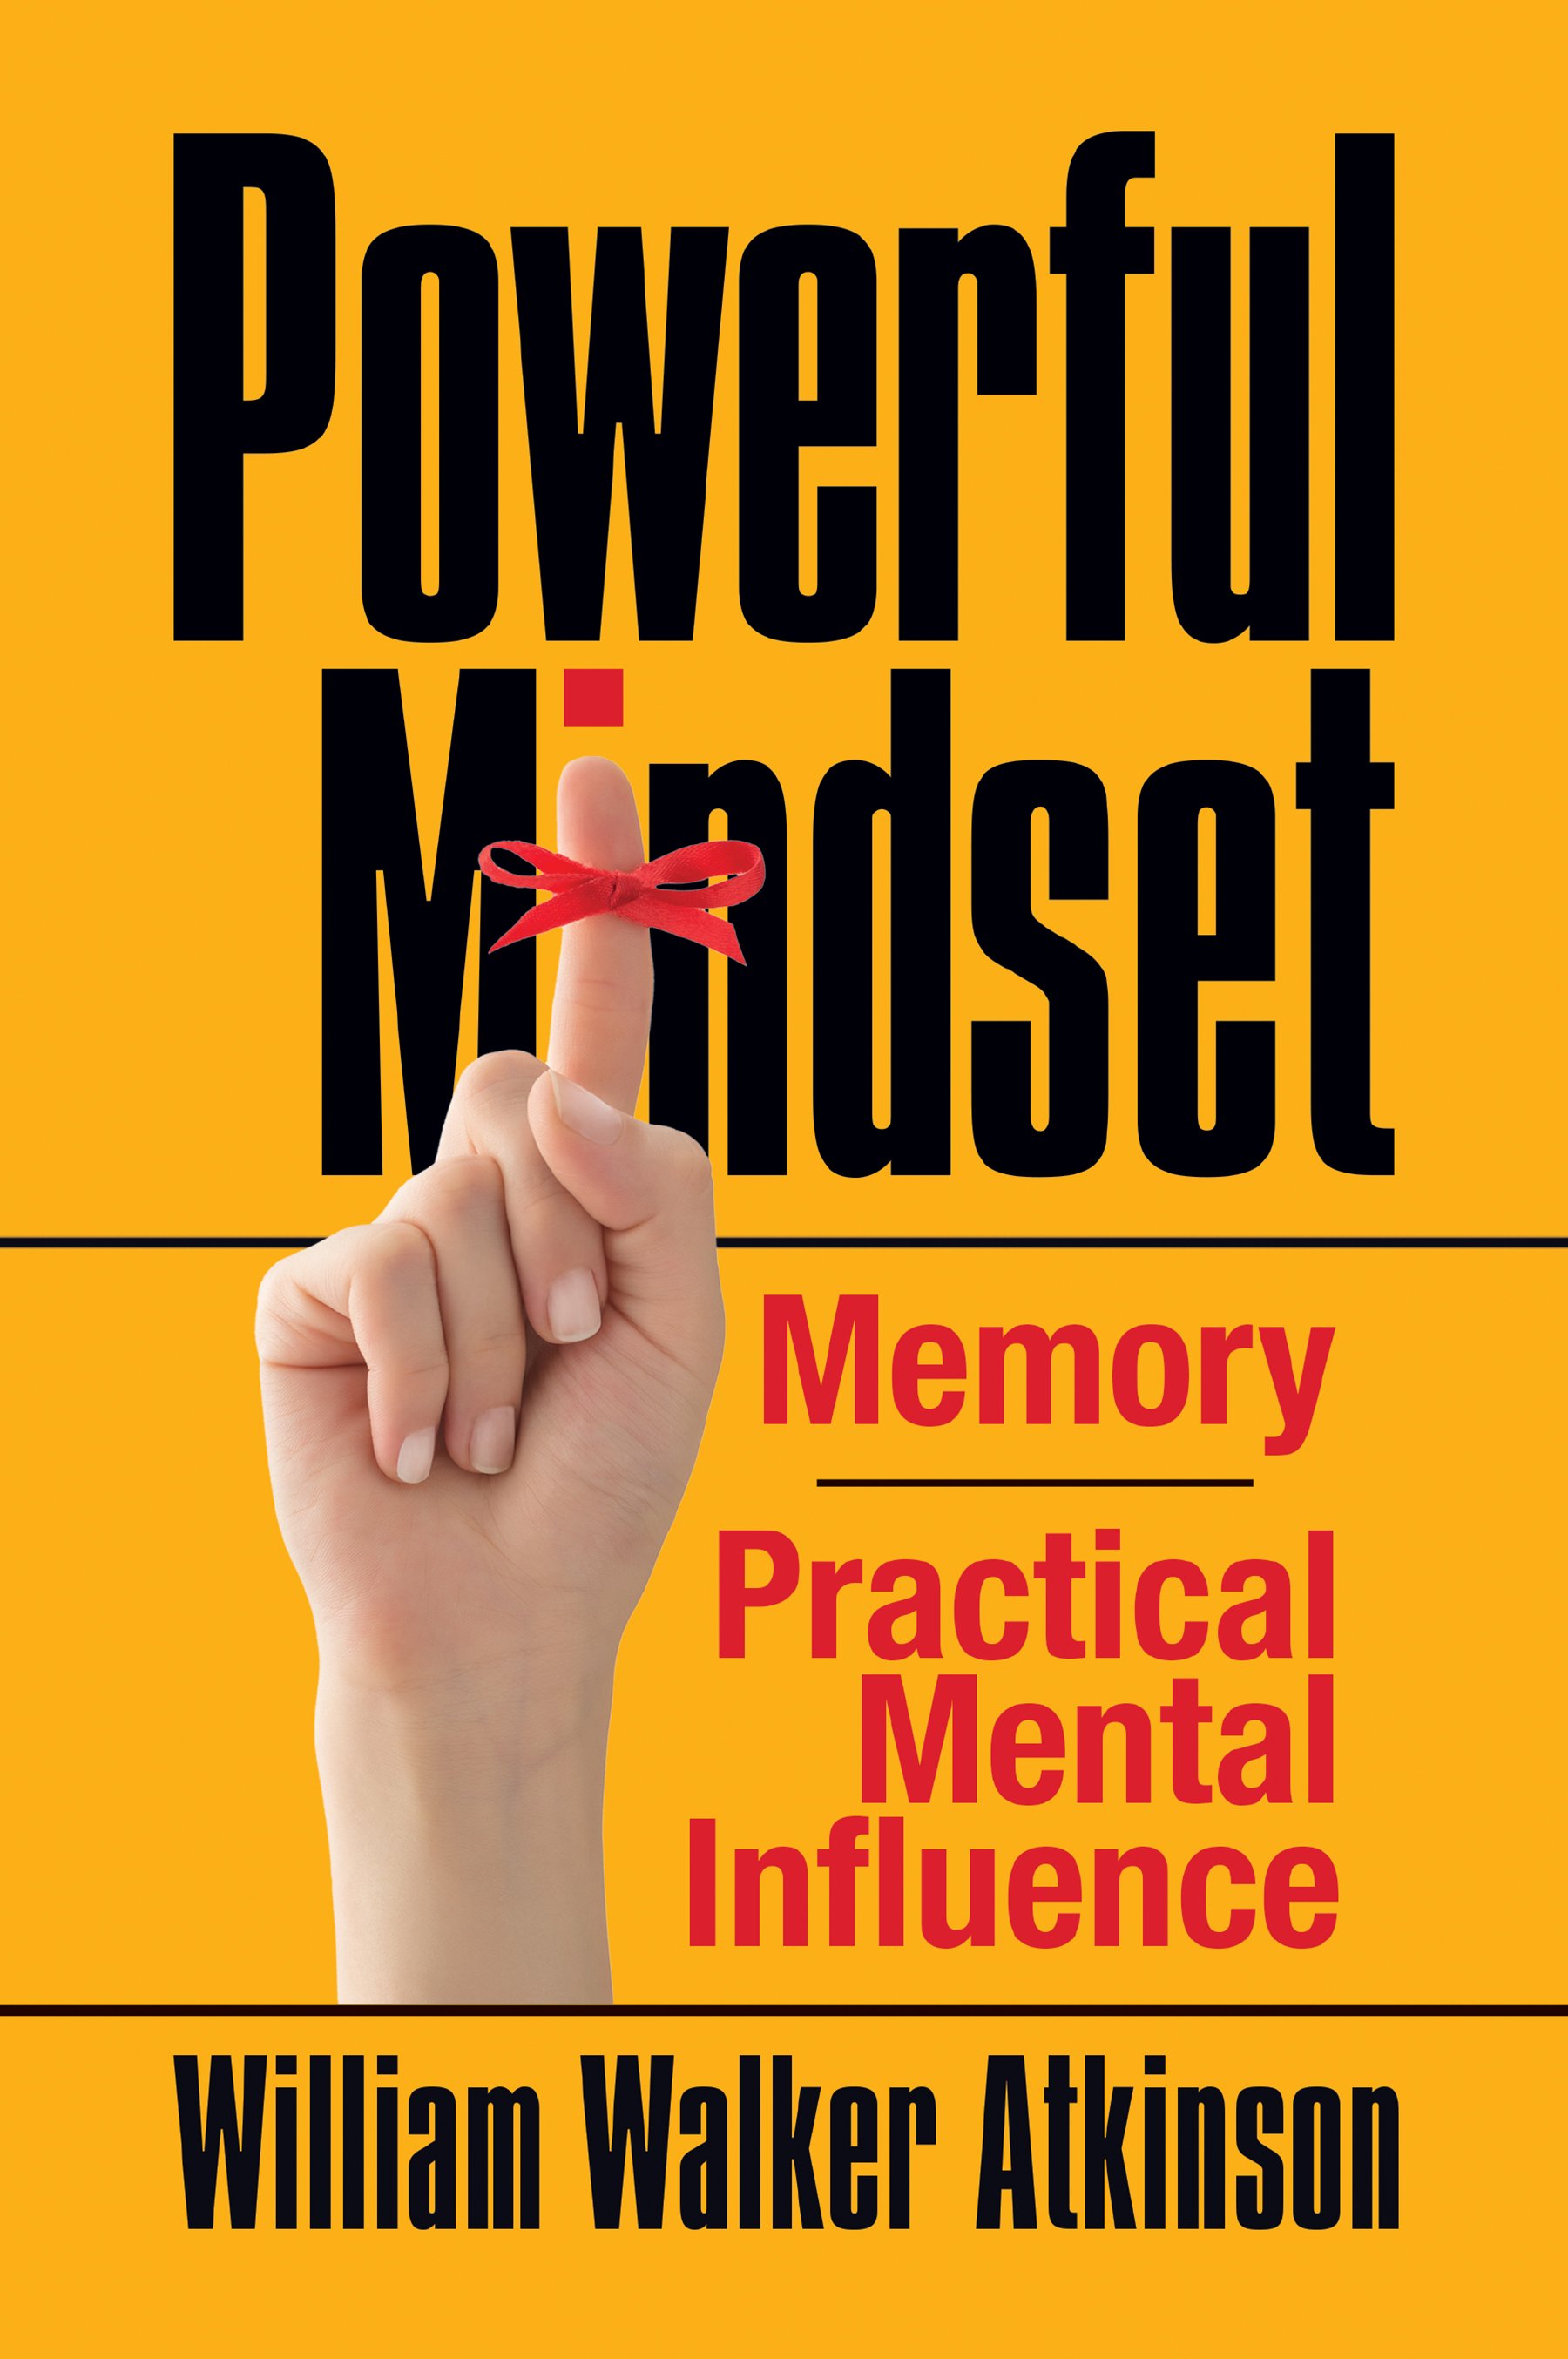 Powerful
Mindset
Memory
Practical
Mental
Influence
William Walker Atkinson